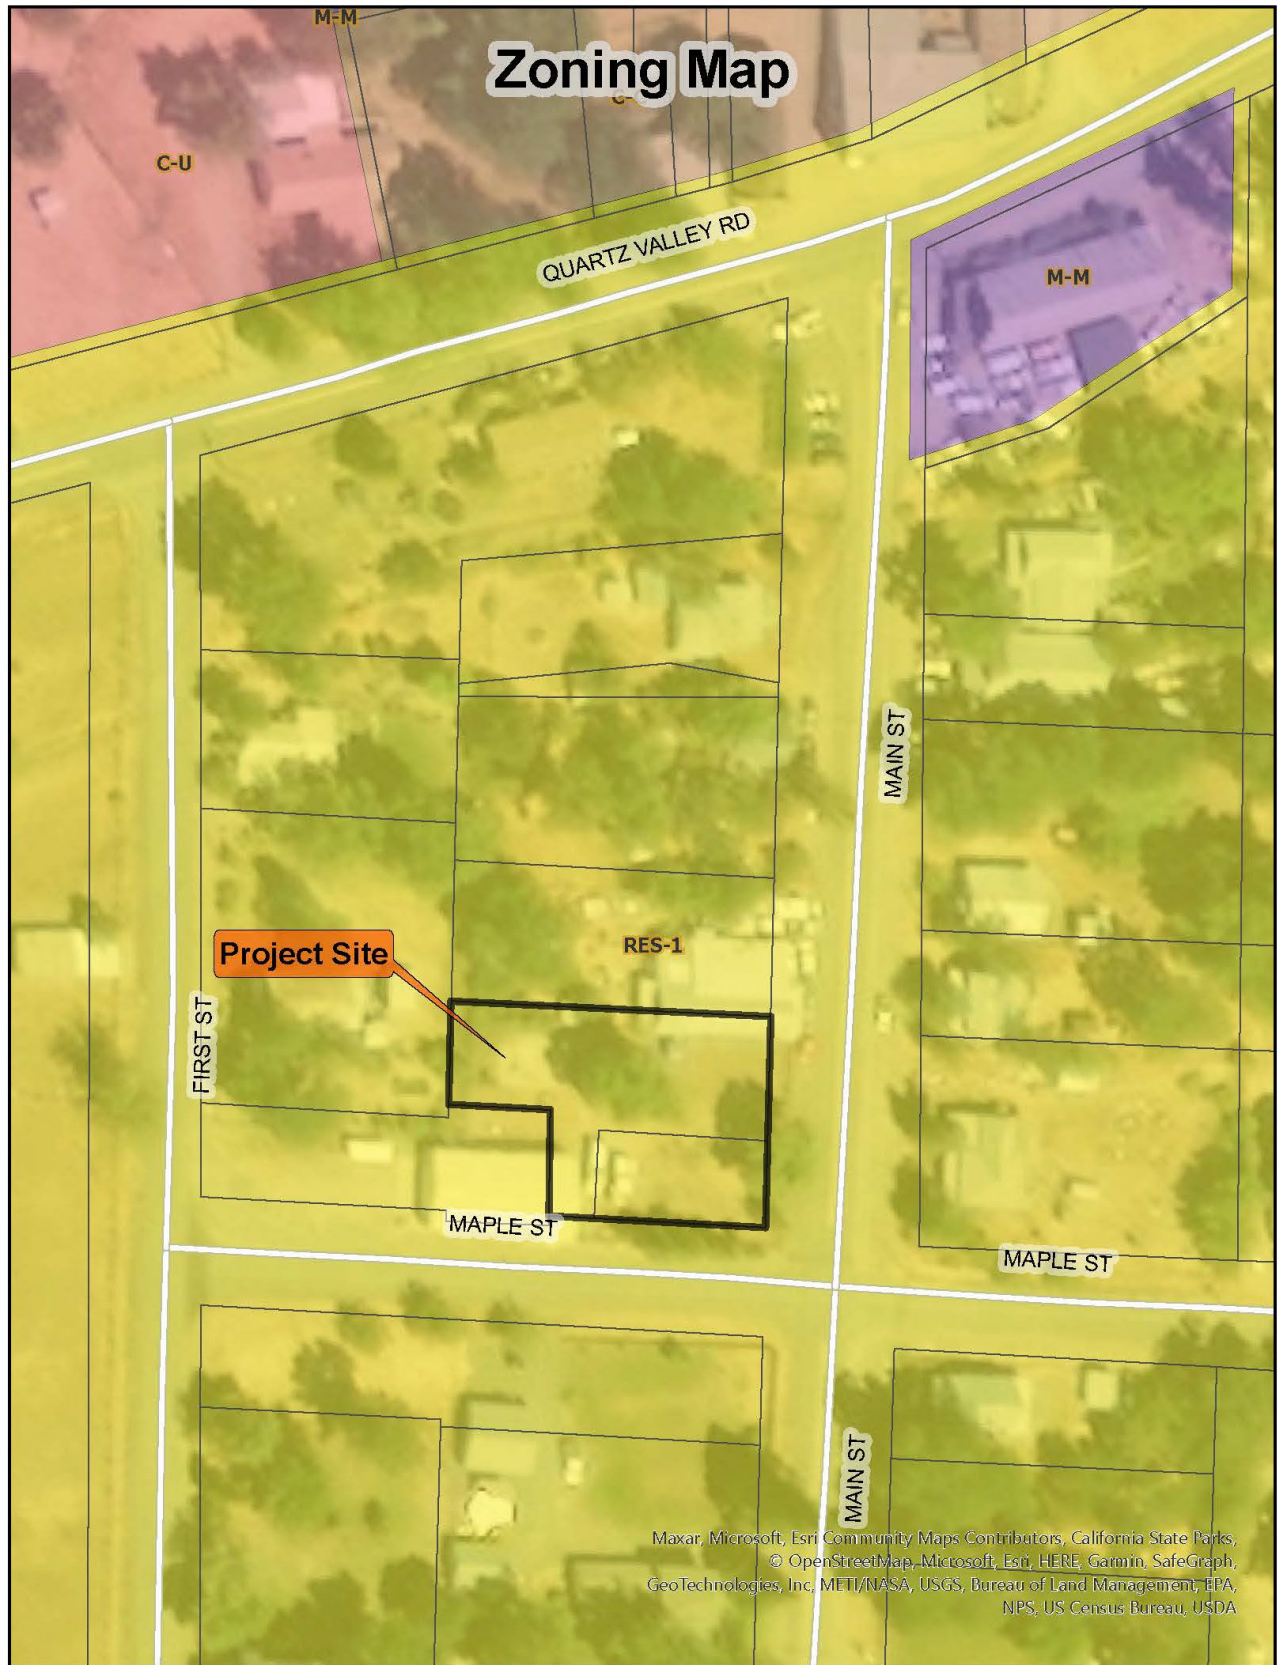 M-M
Zoning Map
C-
C-U
QUARTZ VALLEY RD
M-M
MAIN ST
Project Site
RES-1
FIRST ST
MAPLE ST
MAPLE ST
MAIN ST
Maxar, Microsoft, Esri Community Maps Contributors, California State Parks,
© OpenStreetMap, Microsoft, Esri, HERE, Garmin, SafeGraph,
GeoTechnologies, Inc, METI/NASA, USGS, Bureau of Land Management, EPA,
NPS, US Census Bureau, USDA